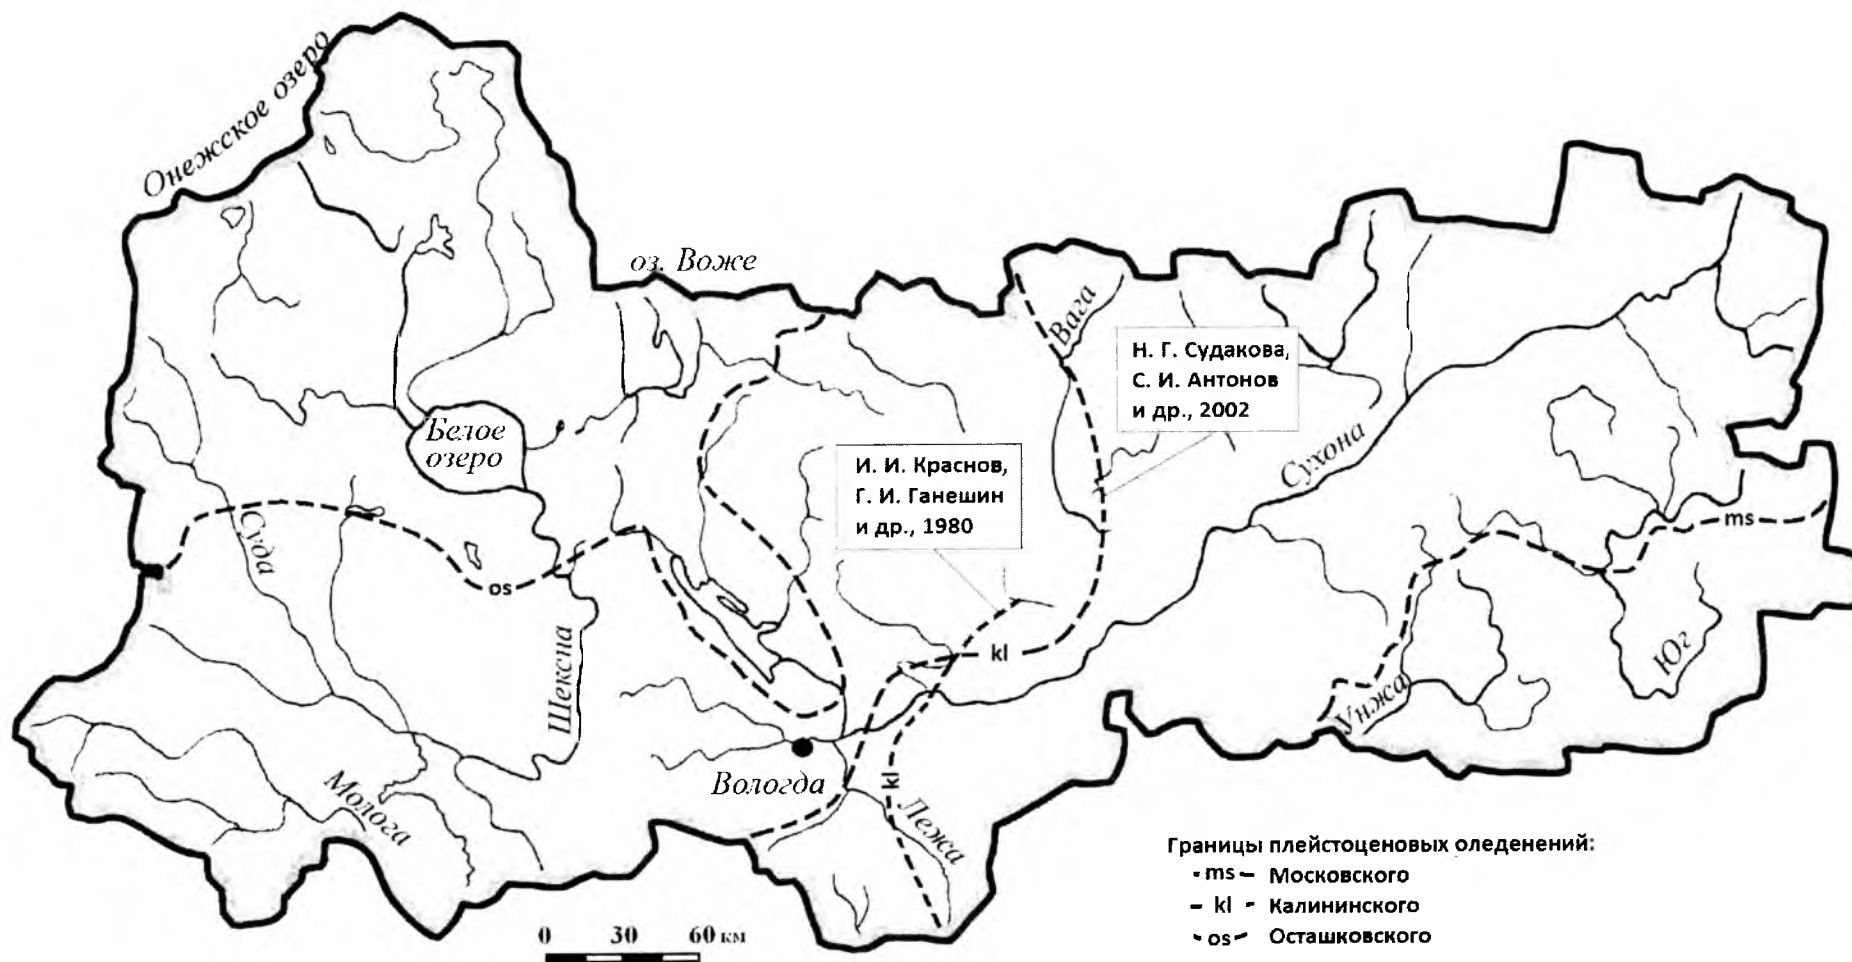 Онежское озеро
оз. Воже
Вага
Н. Г. Судакова,
С. И. Антонов
и др., 2002
Белое
озеро
И. И. Краснов,
Г. И. Ганешин
и др., 1980
Сухона
Суда
os
ms
Шексна
kl
Юг
Унжа
Вологда
kl
Молога
Лежа
Границы плейстоценовых оледенений:
ms Московского
kl Калининского
os Осташковского
0 30 60 км